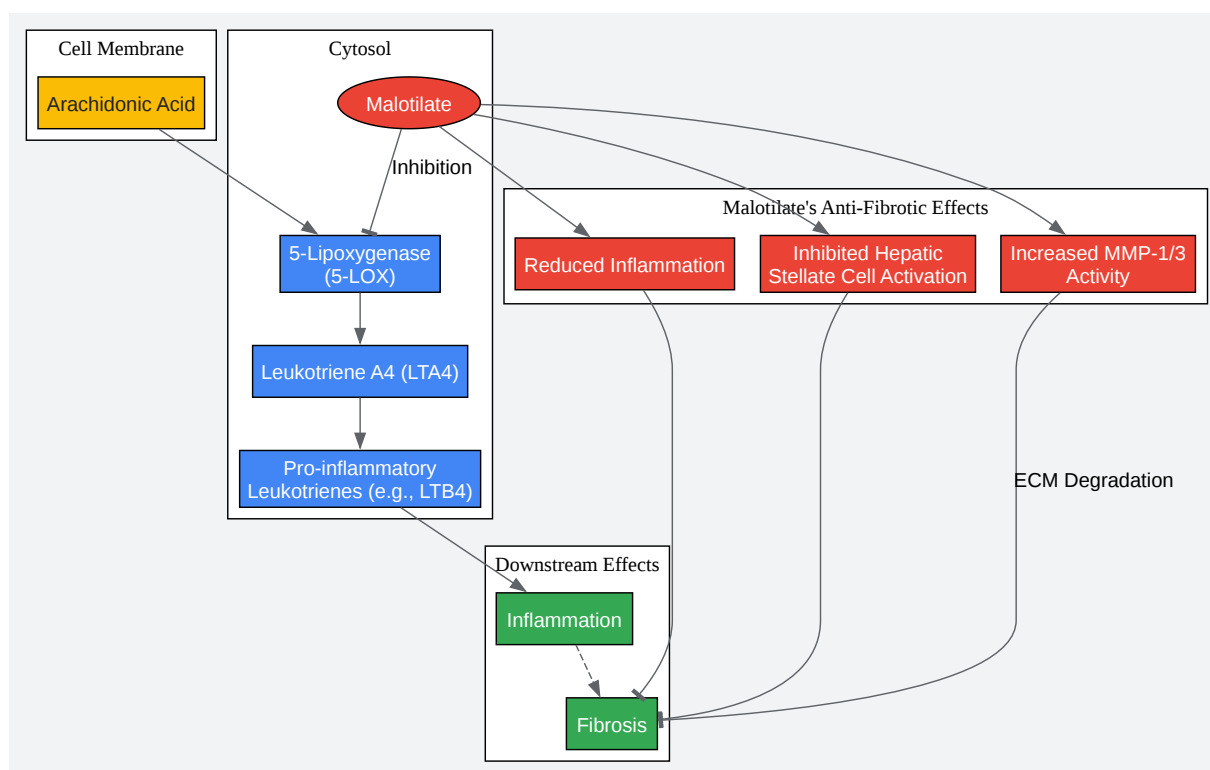 Cell Membrane
Arachidonic Acid
Cytosol
Malotilate
Inhibition
5-Lipoxygenase
(5-LOX)
Leukotriene A4 (LTA4)
Pro-inflammatory
Leukotrienes (e.g., LTB4)
Malotilate's Anti-Fibrotic Effects
Reduced Inflammation
Inhibited Hepatic
Stellate Cell Activation
Increased MMP-1/3
Activity
ECM Degradation
Downstream Effects
Inflammation
Fibrosis